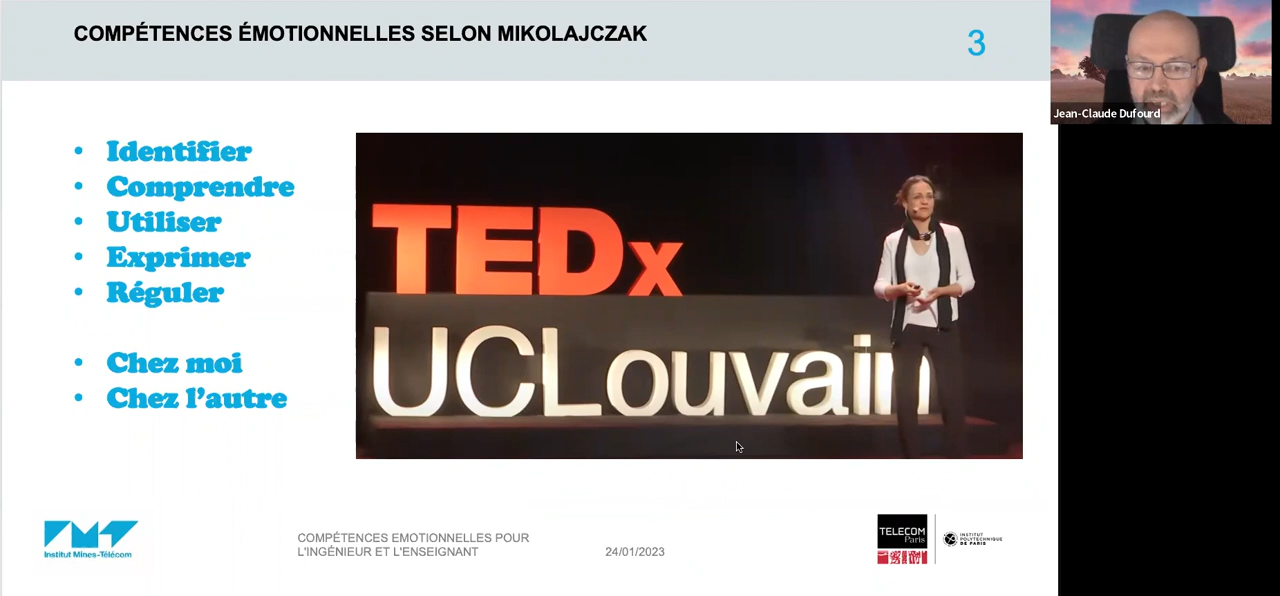 COMPÉTENCES ÉMOTIONNELLES SELON MIKOLAJCZAK
3
Jean-Claude Dufourd
• Identifier
• Comprendre
• Utiliser
• Exprimer
• Réguler
• Chez moi
• Chez l'autre
TEDx
UCLouvain
Institut Mines-Télécom
COMPÉTENCES EMOTIONNELLES POUR
L'INGÉNIEUR ET L'ENSEIGNANT
24/01/2023
TELECOM
Paris
INSTITUT
POLYTECHNIQUE
DE PARIS